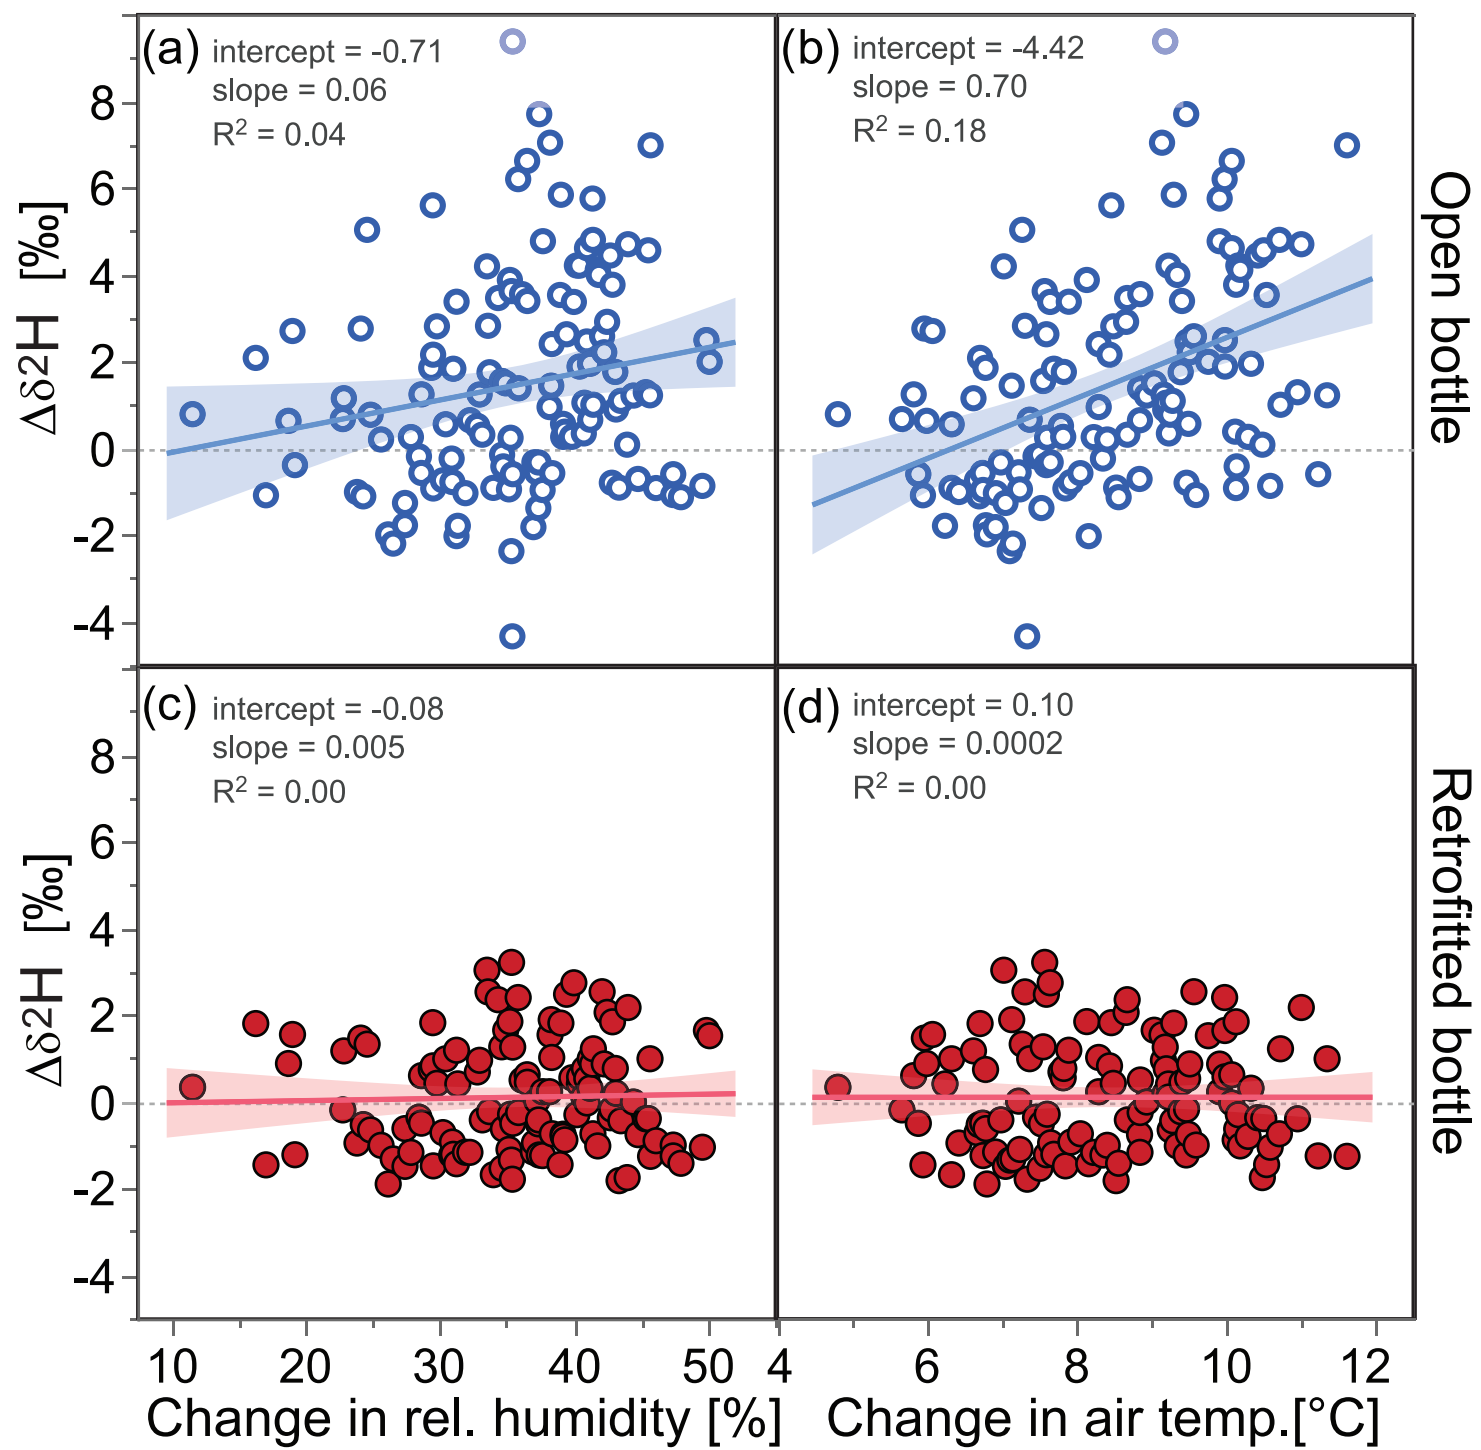 (a)
intercept = -0.71
slope = 0.06
R² = 0.04
(b)
intercept = -4.42
slope = 0.70
R² = 0.18
8
6
4
2
0
-2
-4
Δδ²H [‰]
Open bottle
(c)
intercept = -0.08
slope = 0.005
R² = 0.00
(d)
intercept = 0.10
slope = 0.0002
R² = 0.00
8
6
4
2
0
-2
-4
Δδ²H [‰]
Retrofitted bottle
10 20 30 40 50
4 6 8 10 12
Change in rel. humidity [%]
Change in air temp.[°C]